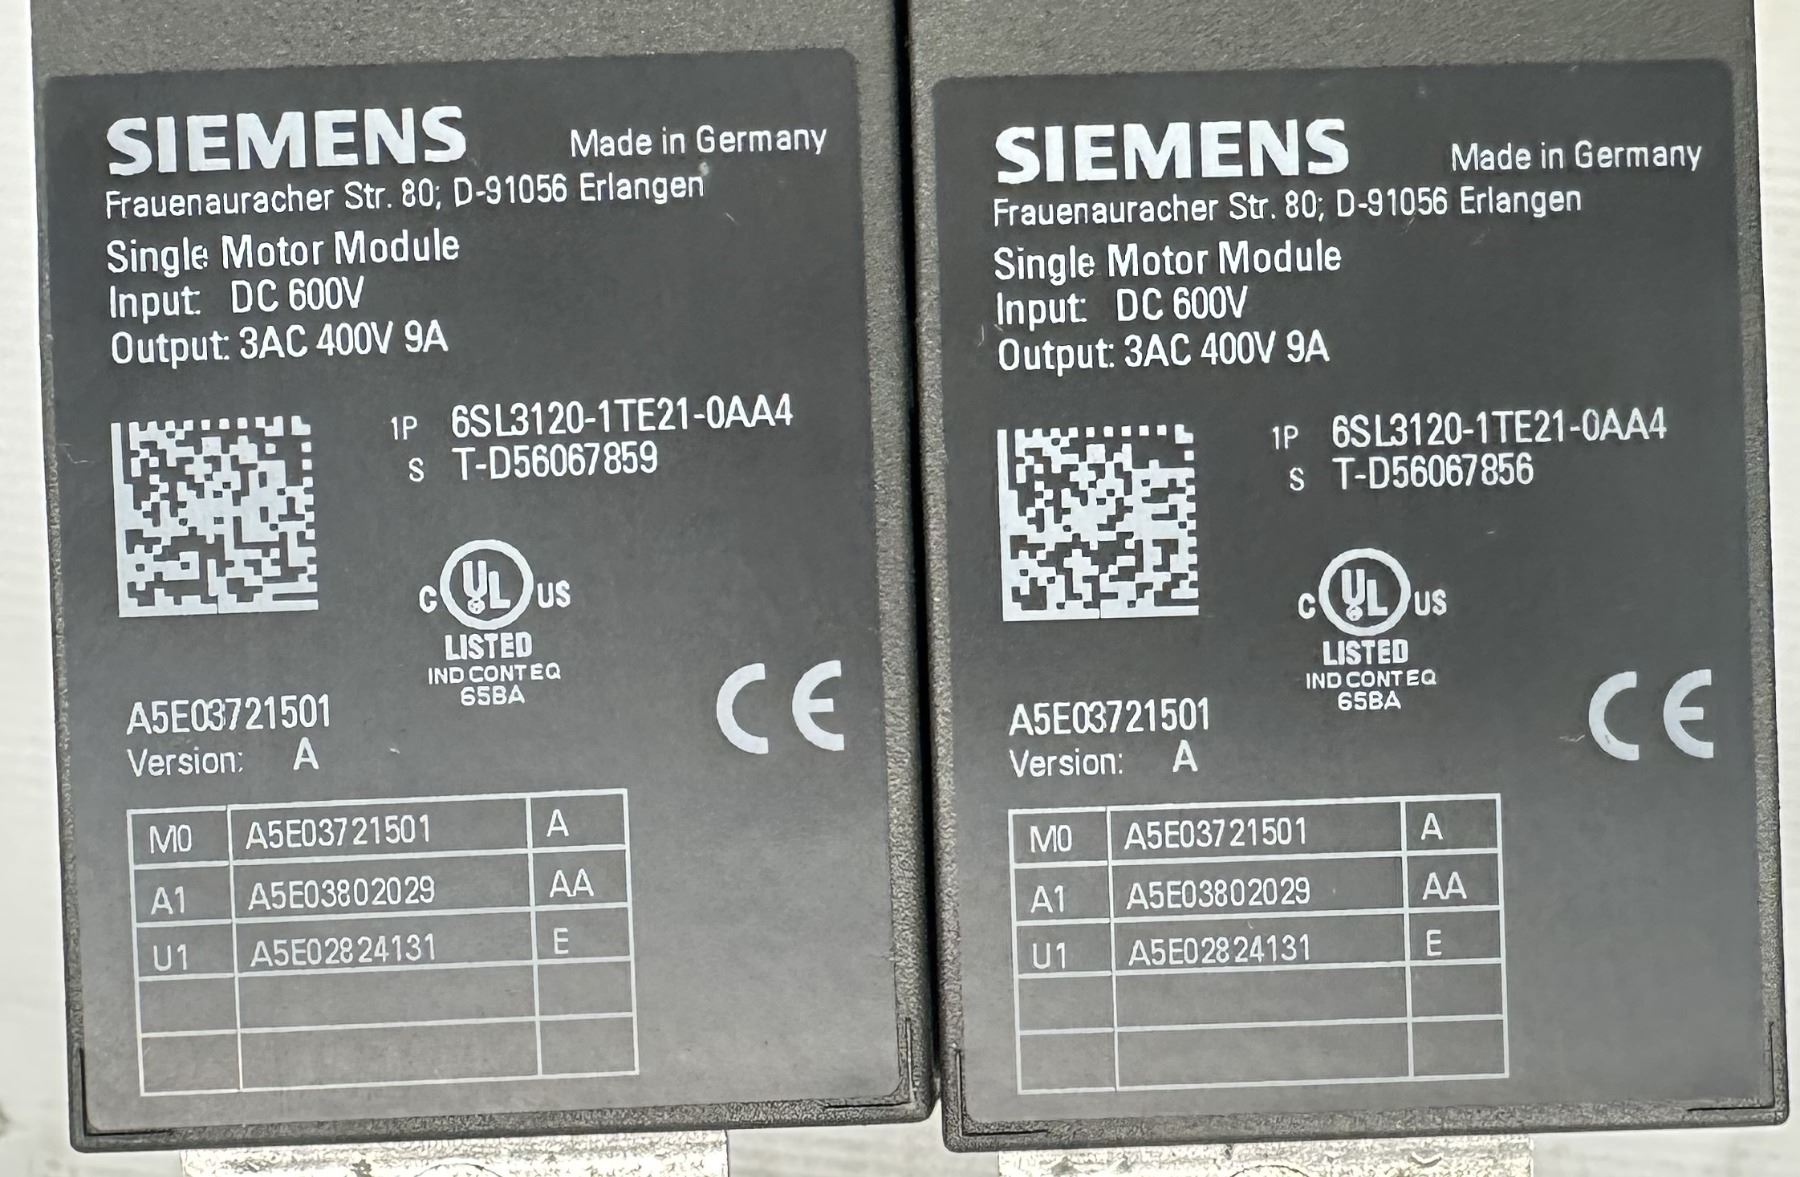 SIEMENS Made in Germany
Frauenauracher Str. 80; D-91056 Erlangen
Single Motor Module
Input: DC 600V
Output: 3AC 400V 9A
1P 6SL3120-1TE21-0AA4
S T-D56067859
C UL US
LISTED
IND CONT EQ
65BA
CE
A5E03721501
Version: A
M0 A5E03721501 A
A1 A5E03802029 AA
U1 A5E02824131 E
SIEMENS Made in Germany
Frauenauracher Str. 80; D-91056 Erlangen
Single Motor Module
Input: DC 600V
Output: 3AC 400V 9A
1P 6SL3120-1TE21-0AA4
S T-D56067856
C UL US
LISTED
IND CONT EQ
65BA
CE
A5E03721501
Version: A
M0 A5E03721501 A
A1 A5E03802029 AA
U1 A5E02824131 E